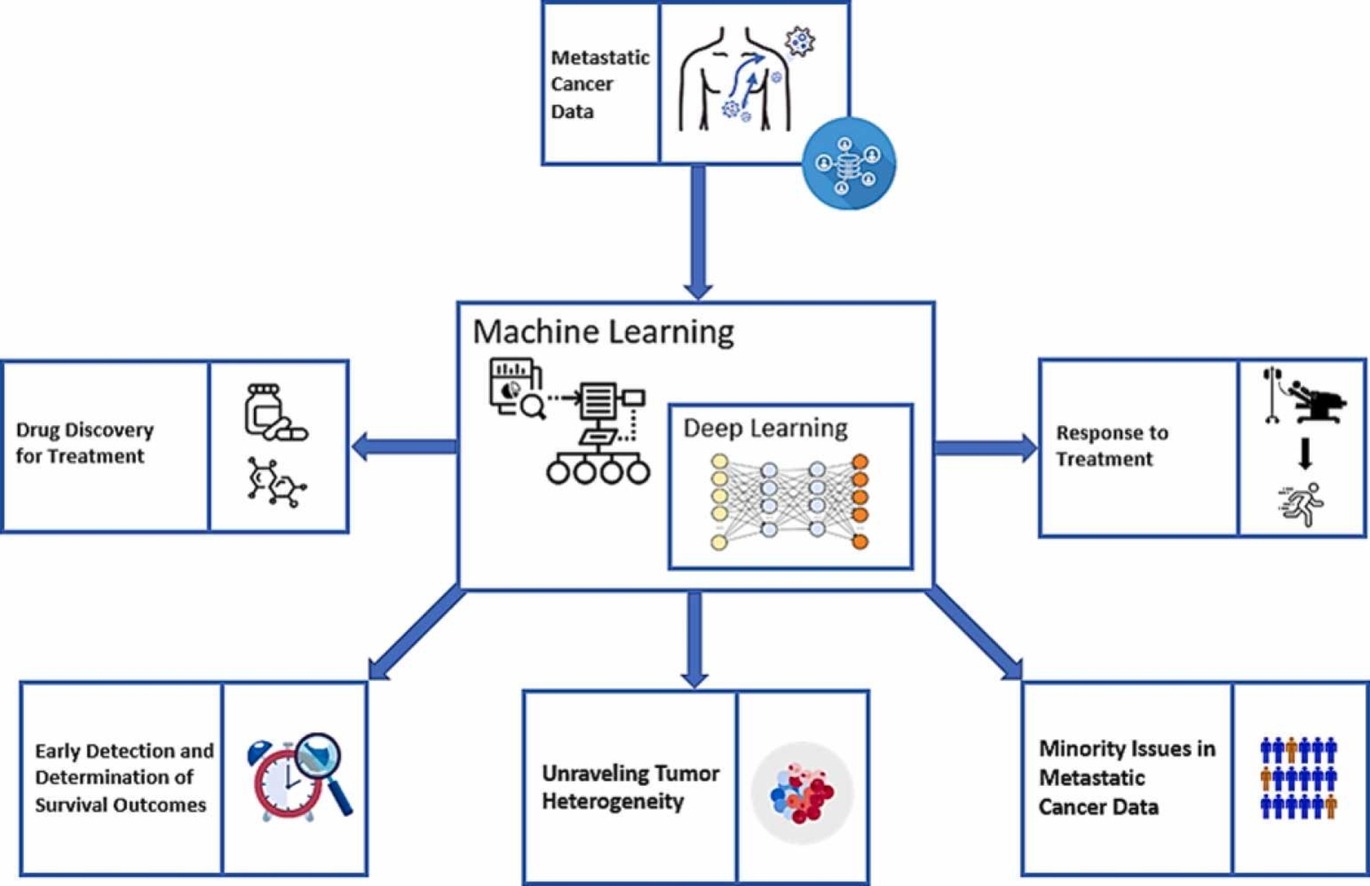 Metastatic
Cancer
Data
Machine Learning
Deep Learning
Drug Discovery
for Treatment
Response to
Treatment
Early Detection and
Determination of
Survival Outcomes
Unraveling Tumor
Heterogeneity
Minority Issues in
Metastatic
Cancer Data